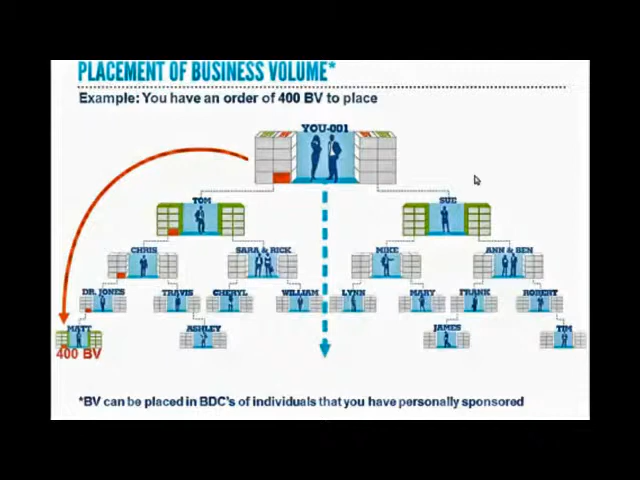 PLACEMENT OF BUSINESS VOLUME*
Example: You have an order of 400 BV to place
YOU-001
TOM
SUE
CHRIS
SARA & RICK
MIKE
ANN & BEN
DR. JONES
TRAVIS
CHERYL
WILLIAM
LYNN
MARY
FRANK
ROBERT
MATT
ASHLEY
JAMES
TIM
400 BV
*BV can be placed in BDC's of individuals that you have personally sponsored